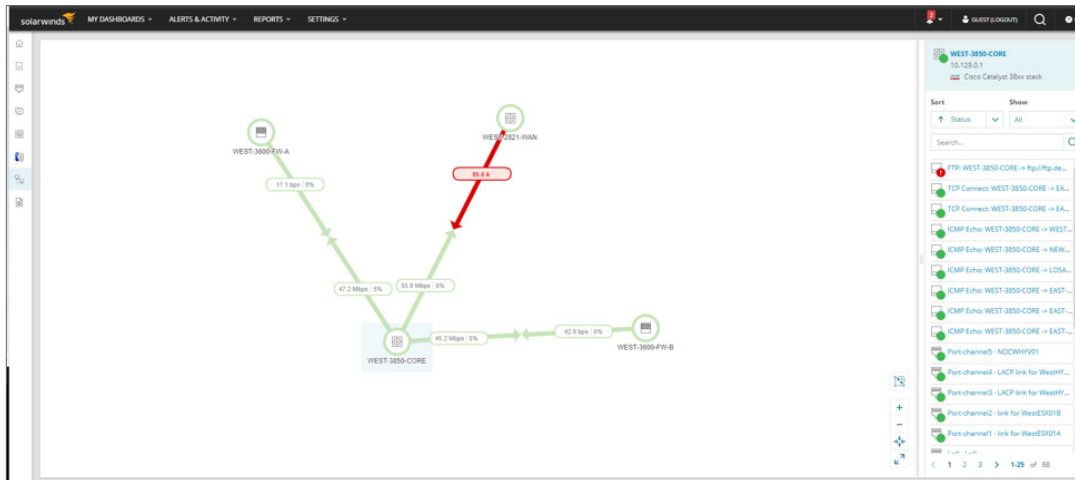 solarwinds
MY DASHBOARDS
ALERTS & ACTIVITY
REPORTS
SETTINGS
2
GUEST (LOGOUT)
WEST-3600-FW-A
WEST-2821-WAN
17.1 bps | 0%
47.2 Mbps | 5%
55.9 Mbps | 6%
45.2 Mbps | 5%
42.6 bps | 0%
WEST-3600-FW-B
WEST-3850-CORE
WEST-3850-CORE
10.129.0.1
Cisco Catalyst 38xx stack
Sort
Show
Status
All
Search...
FTP: WEST-3850-CORE -> ftp://ftp.de...
TCP Connect: WEST-3850-CORE -> EA...
TCP Connect: WEST-3850-CORE -> EA...
ICMP Echo: WEST-3850-CORE -> WEST...
ICMP Echo: WEST-3850-CORE -> NEW...
ICMP Echo: WEST-3850-CORE -> LOSA...
ICMP Echo: WEST-3850-CORE -> EAST-...
ICMP Echo: WEST-3850-CORE -> EAST-...
ICMP Echo: WEST-3850-CORE -> EAST-...
Port-channel5 - NOCWHYV01
Port-channel4 - LACP link for WestHY...
Port-channel3 - LACP link for WestHY...
Port-channel2 - link for WestESX01B
Port-channel1 - link for WestESX01A
1 2 3 1-25 of 68